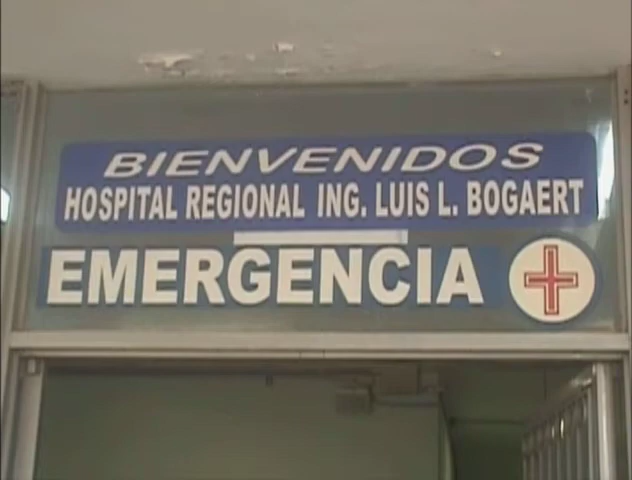 BIENVENIDOS
HOSPITAL REGIONAL ING. LUIS L. BOGAERT
EMERGENCIA